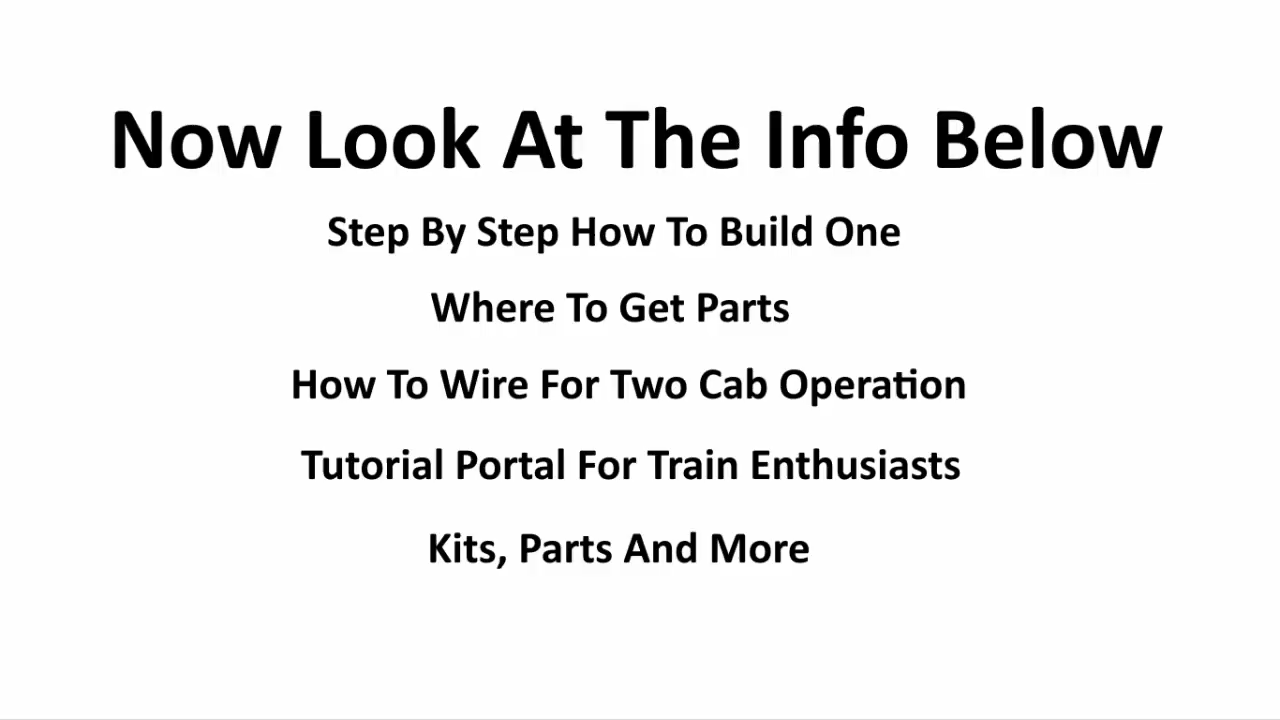 Now Look At The Info Below
Step By Step How To Build One
Where To Get Parts
How To Wire For Two Cab Operation
Tutorial Portal For Train Enthusiasts
Kits, Parts And More